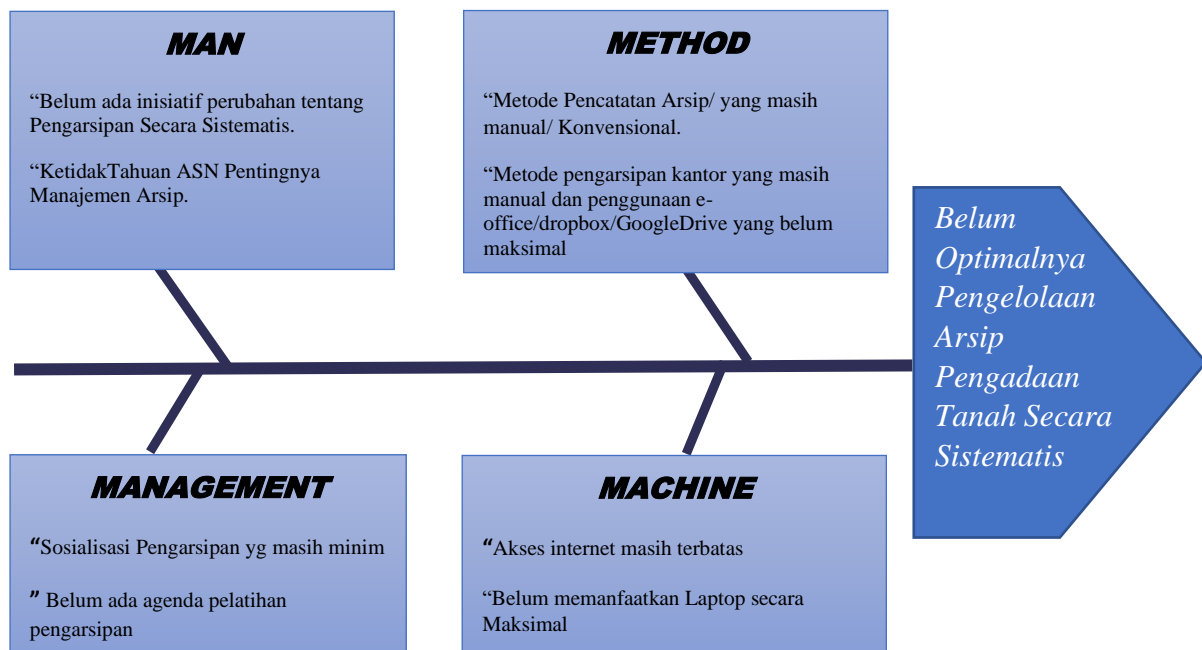 MAN
“Belum ada inisiatif perubahan tentang
Pengarsipan Secara Sistematis.
“KetidakTahuan ASN Pentingnya
Manajemen Arsip.
METHOD
“Metode Pencatatan Arsip/ yang masih
manual/ Konvensional.
“Metode pengarsipan kantor yang masih
manual dan penggunaan e-
office/dropbox/GoogleDrive yang belum
maksimal
Belum
Optimalnya
Pengelolaan
Arsip
Pengadaan
Tanah Secara
Sistematis
MANAGEMENT
“Sosialisasi Pengarsipan yg masih minim
” Belum ada agenda pelatihan
pengarsipan
MACHINE
“Akses internet masih terbatas
“Belum memanfaatkan Laptop secara
Maksimal